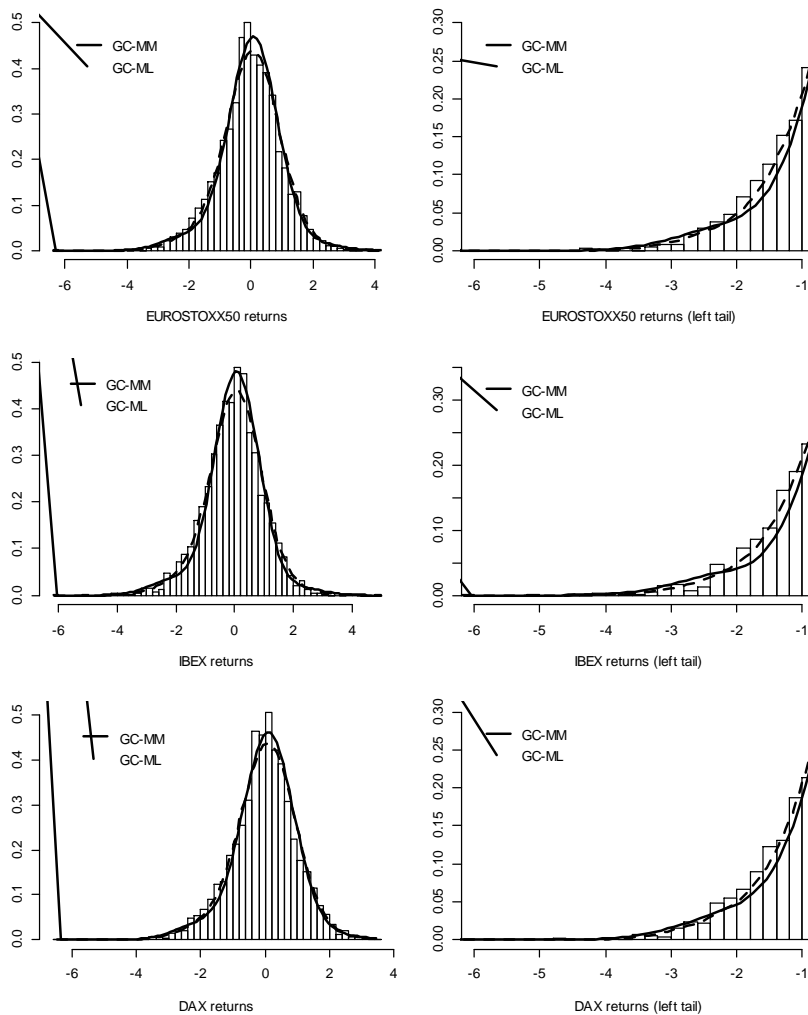 0.5
0.4
0.3
0.2
0.1
0.0
GC-MM
GC-ML
-6 -4 -2 0 2 4
EUROSTOXX50 returns
0.30
0.25
0.20
0.15
0.10
0.05
0.00
GC-MM
GC-ML
-6 -5 -4 -3 -2 -1
EUROSTOXX50 returns (left tail)
0.5
0.4
0.3
0.2
0.1
0.0
GC-MM
GC-ML
-6 -4 -2 0 2 4
IBEX returns
0.30
0.20
0.10
0.00
GC-MM
GC-ML
-6 -5 -4 -3 -2 -1
IBEX returns (left tail)
0.5
0.4
0.3
0.2
0.1
0.0
GC-MM
GC-ML
-6 -4 -2 0 2 4
DAX returns
0.30
0.25
0.20
0.15
0.10
0.05
0.00
GC-MM
GC-ML
-6 -5 -4 -3 -2 -1
DAX returns (left tail)